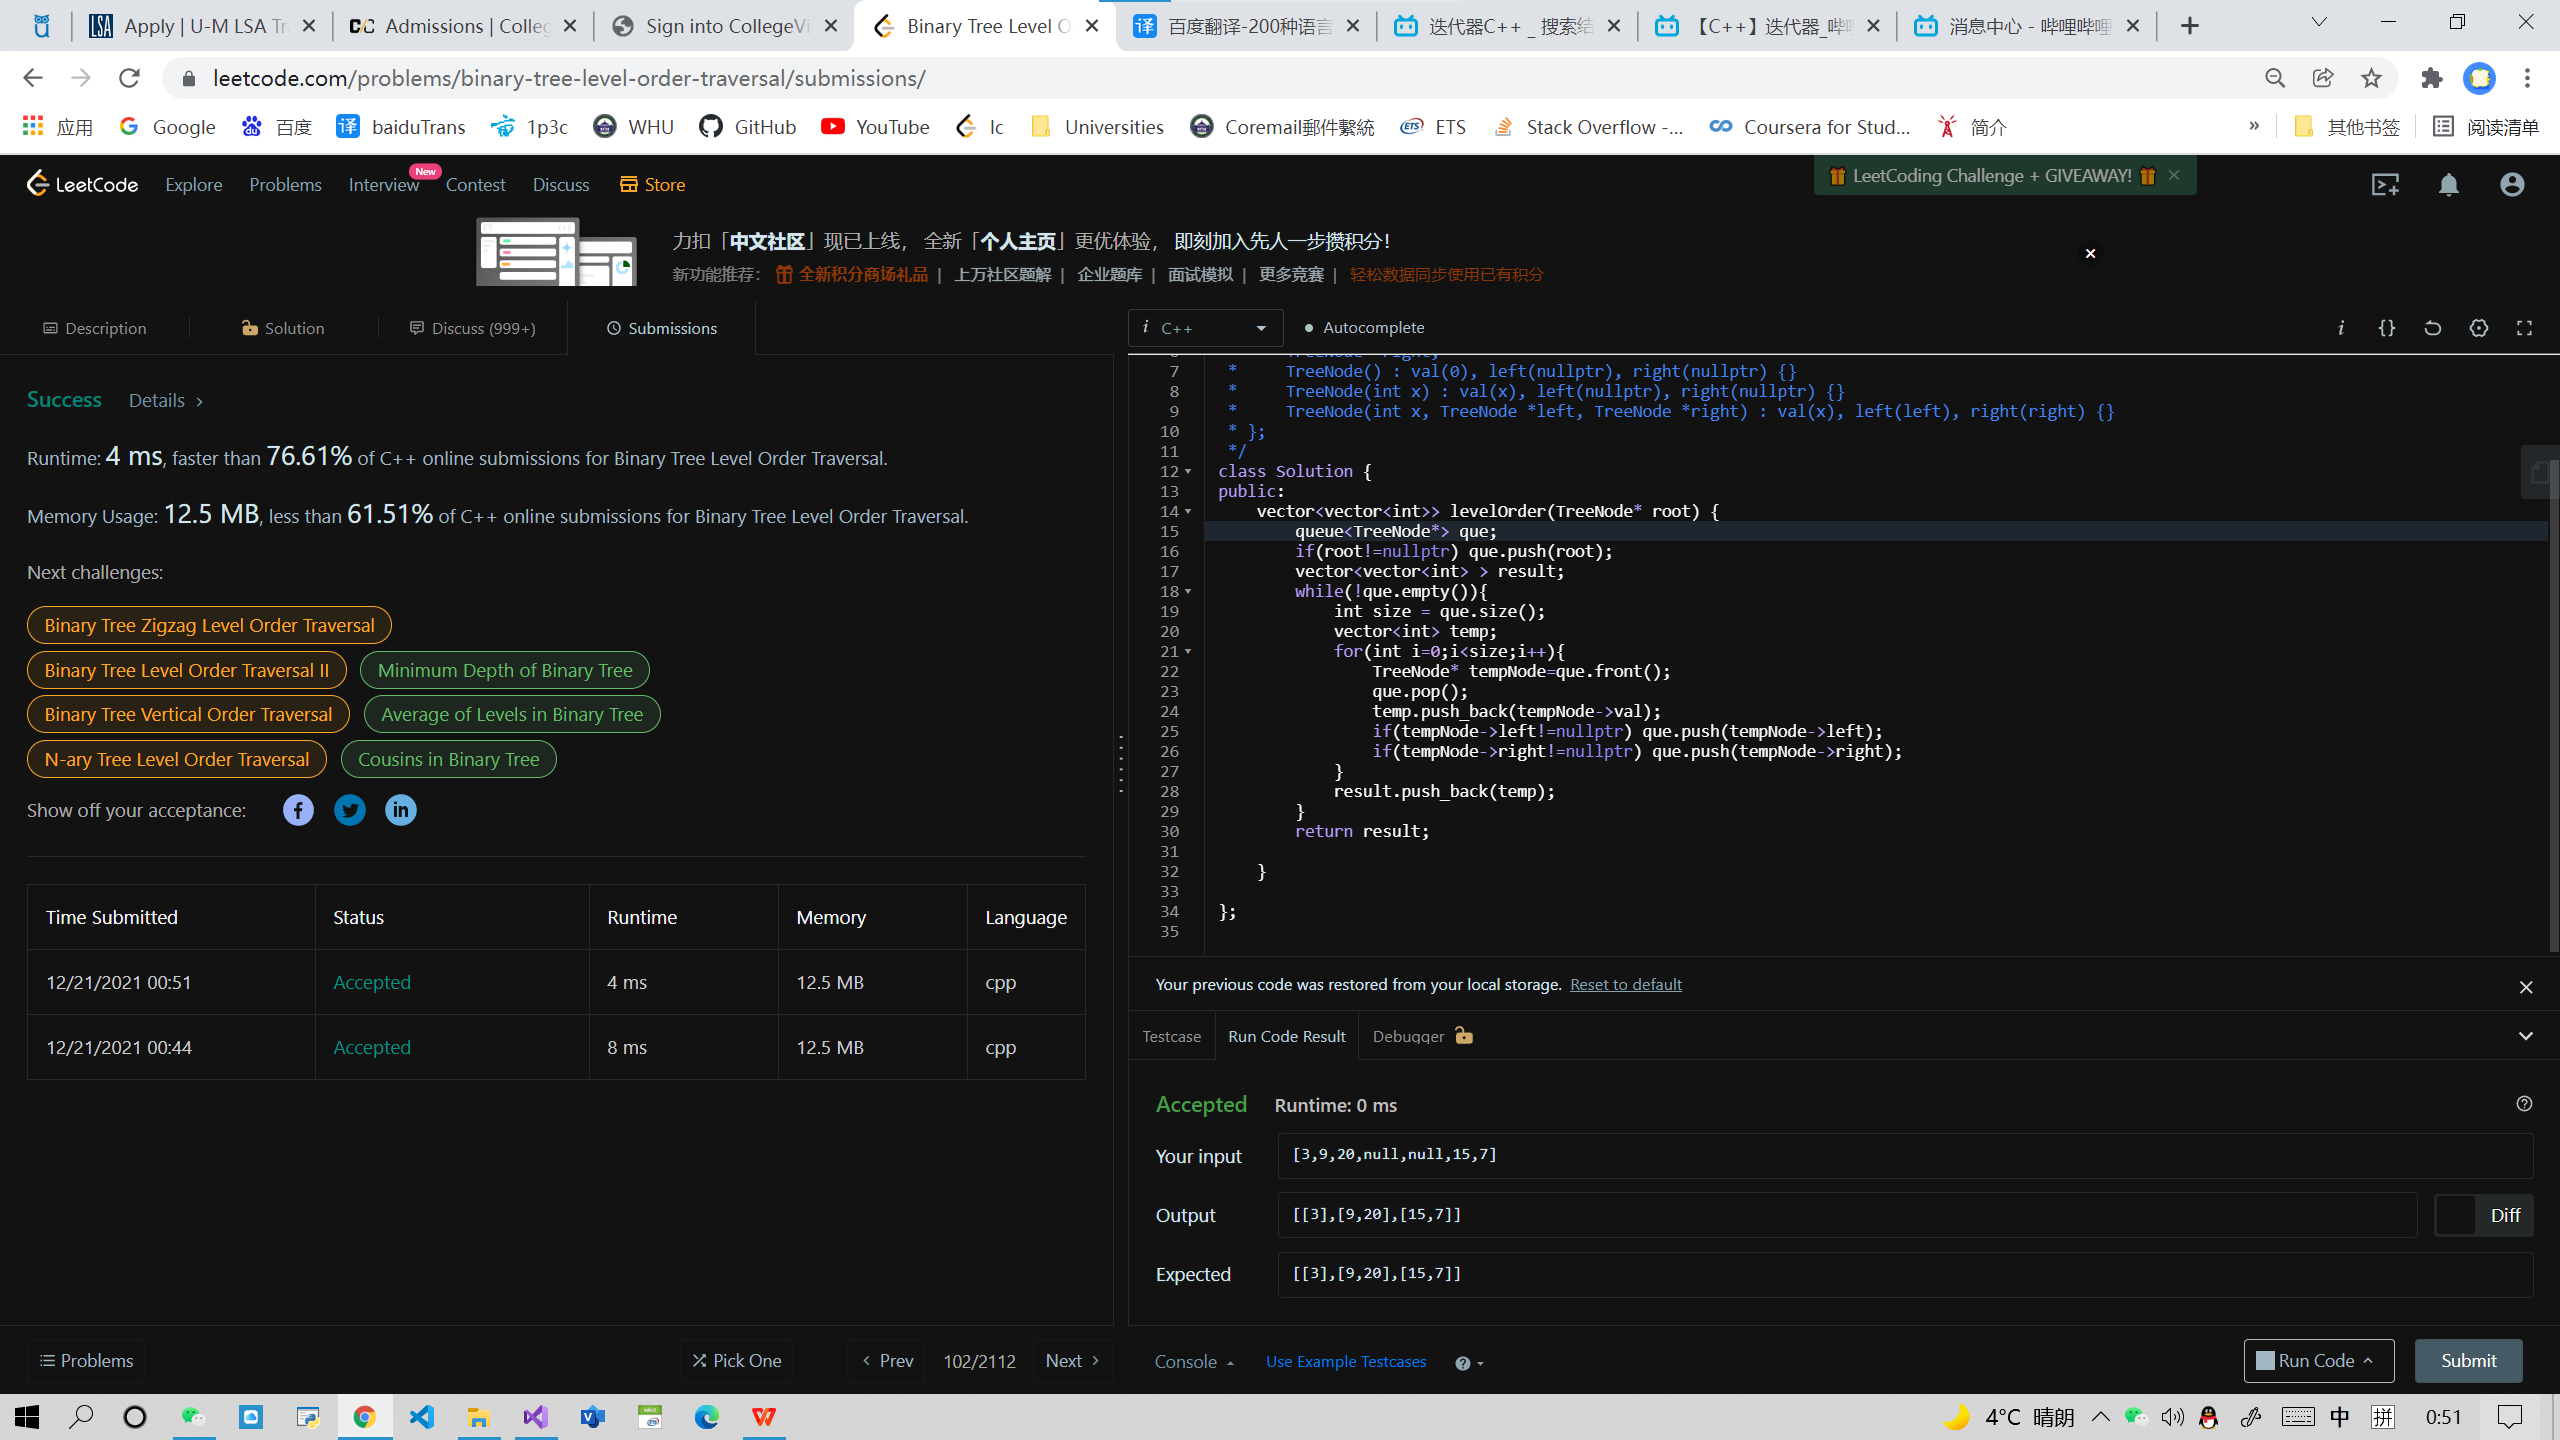 Apply | U-M LSA Tr
Admissions | Colleg
Sign into CollegeVi
Binary Tree Level O
百度翻译-200种语言
迭代器C++ _ 搜索结
【C++】迭代器_哔哩
消息中心 - 哔哩哔哩
leetcode.com/problems/binary-tree-level-order-traversal/submissions/
应用 Google 百度 baiduTrans 1p3c WHU GitHub YouTube lc Universities Coremail郵件繫統 ETS Stack Overflow -... Coursera for Stud... 简介 » 其他书签 阅读清单
LeetCode Explore Problems Interview New Contest Discuss Store
LeetCoding Challenge + GIVEAWAY!
力扣「中文社区」现已上线，全新「个人主页」更优体验，即刻加入先人一步攒积分！
新功能推荐： 全新积分商场礼品 | 上万社区题解 | 企业题库 | 面试模拟 | 更多竞赛 | 轻松数据同步使用已有积分
Description Solution Discuss (999+) Submissions
Success Details
Runtime: 4 ms, faster than 76.61% of C++ online submissions for Binary Tree Level Order Traversal.
Memory Usage: 12.5 MB, less than 61.51% of C++ online submissions for Binary Tree Level Order Traversal.
Next challenges:
Binary Tree Zigzag Level Order Traversal
Binary Tree Level Order Traversal II Minimum Depth of Binary Tree
Binary Tree Vertical Order Traversal Average of Levels in Binary Tree
N-ary Tree Level Order Traversal Cousins in Binary Tree
Show off your acceptance:
Time Submitted Status Runtime Memory Language
12/21/2021 00:51 Accepted 4 ms 12.5 MB cpp
12/21/2021 00:44 Accepted 8 ms 12.5 MB cpp
Problems Pick One Prev 102/2112 Next
i C++ Autocomplete
7 * TreeNode() : val(0), left(nullptr), right(nullptr) {}
8 * TreeNode(int x) : val(x), left(nullptr), right(nullptr) {}
9 * TreeNode(int x, TreeNode *left, TreeNode *right) : val(x), left(left), right(right) {}
10 * };
11 */
12 class Solution {
13 public:
14 vector<vector<int>> levelOrder(TreeNode* root) {
15 queue<TreeNode*> que;
16 if(root!=nullptr) que.push(root);
17 vector<vector<int> > result;
18 while(!que.empty()){
19 int size = que.size();
20 vector<int> temp;
21 for(int i=0;i<size;i++){
22 TreeNode* tempNode=que.front();
23 que.pop();
24 temp.push_back(tempNode->val);
25 if(tempNode->left!=nullptr) que.push(tempNode->left);
26 if(tempNode->right!=nullptr) que.push(tempNode->right);
27 }
28 result.push_back(temp);
29 }
30 return result;
31
32 }
33
34 };
35
Your previous code was restored from your local storage. Reset to default
Testcase Run Code Result Debugger
Accepted Runtime: 0 ms
Your input [3,9,20,null,null,15,7]
Output [[3],[9,20],[15,7]] Diff
Expected [[3],[9,20],[15,7]]
Console Use Example Testcases Run Code Submit
4°C 晴朗 中 拼 0:51